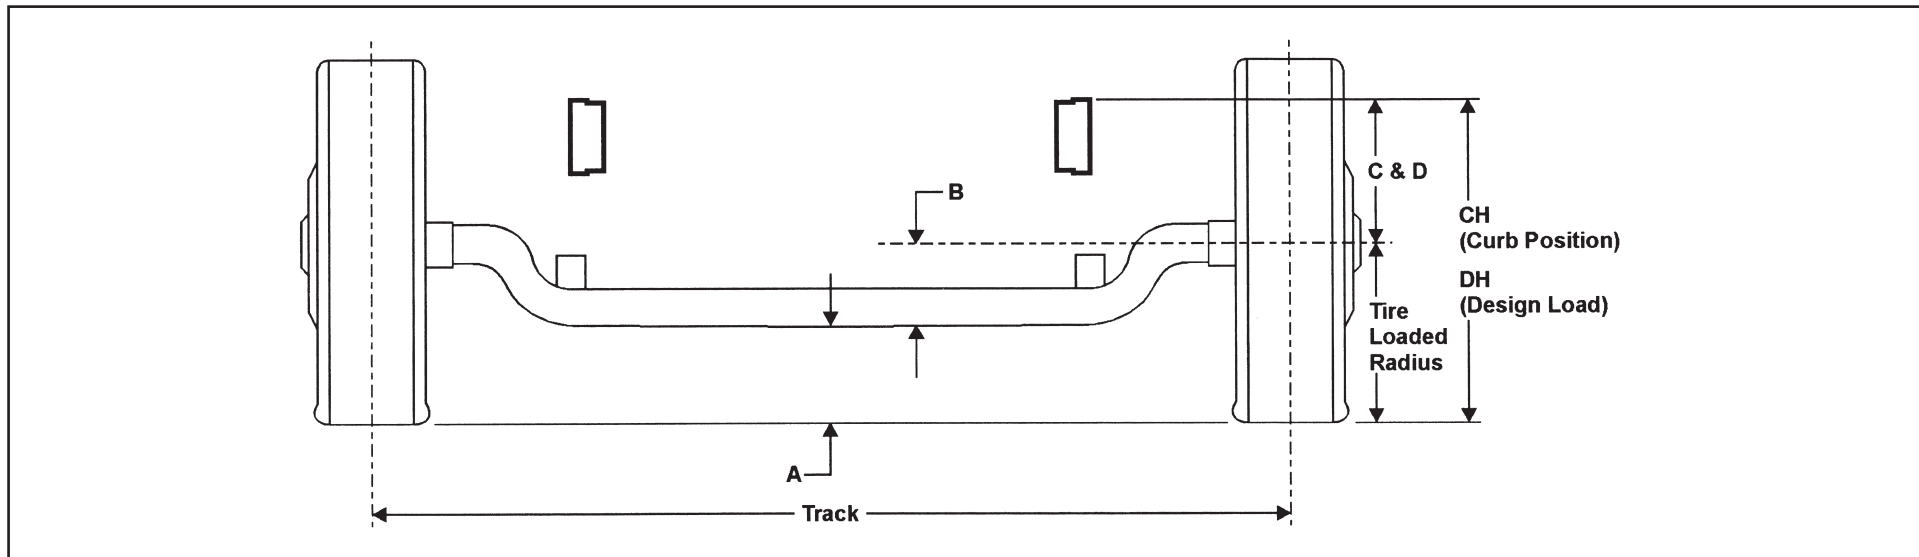 B
C & D
CH
(Curb Position)
DH
(Design Load)
Tire
Loaded
Radius
A
Track